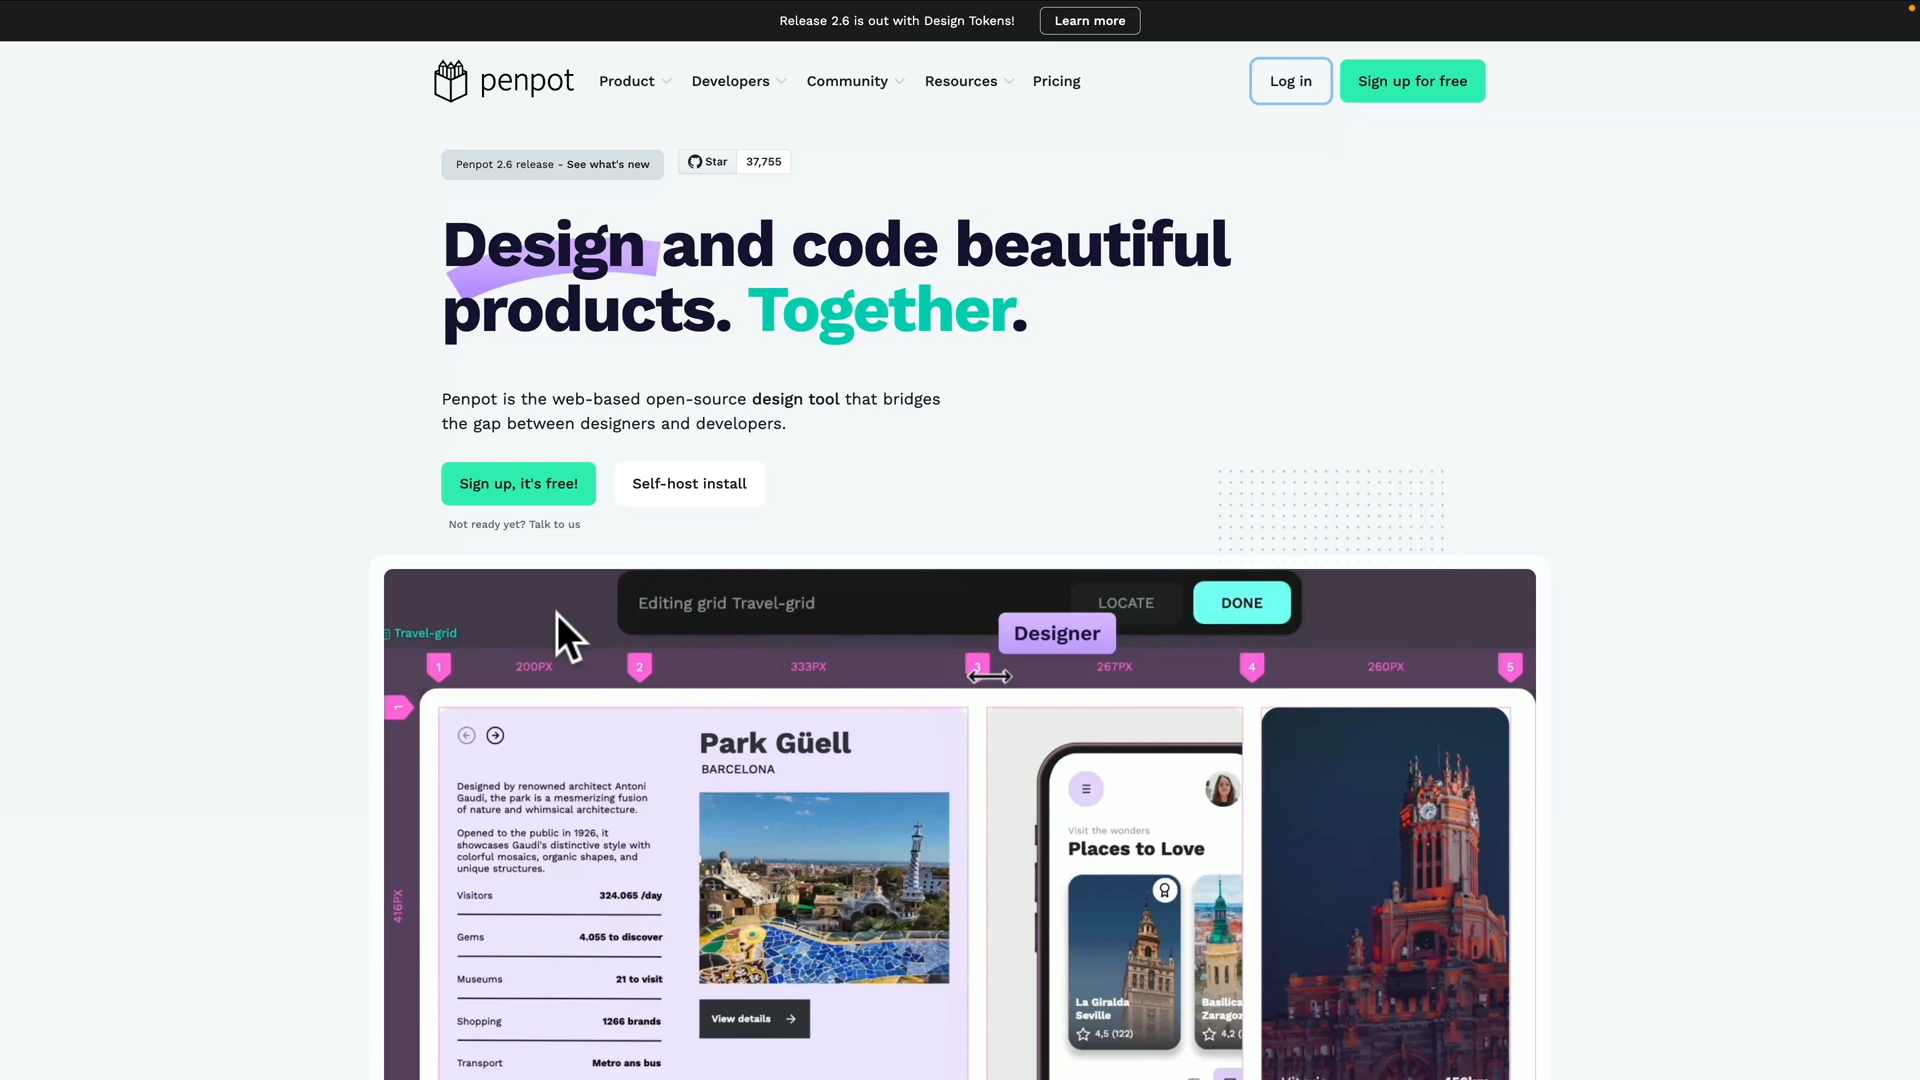 Release 2.6 is out with Design Tokens!
Learn more
penpot
Product
Developers
Community
Resources
Pricing
Log in
Sign up for free
Penpot 2.6 release - See what's new
Star
37,755
Design and code beautiful
products. Together.
Penpot is the web-based open-source design tool that bridges
the gap between designers and developers.
Sign up, it's free!
Self-host install
Not ready yet? Talk to us
Editing grid Travel-grid
LOCATE
DONE
Designer
Travel-grid
1
200PX
2
333PX
3
267PX
4
260PX
5
1
416PX
Park Güell
BARCELONA
Designed by renowned architect Antoni
Gaudí, the park is a mesmerizing fusion
of nature and whimsical architecture.
Opened to the public in 1926, it
showcases Gaudí's distinctive style with
colorful mosaics, organic shapes, and
unique structures.
Visitors
324.065 /day
Gems
4.055 to discover
Museums
21 to visit
Shopping
1266 brands
Transport
Metro ans bus
View details
Visit the wonders
Places to Love
La Giralda
Seville
4,5 (122)
Basilica
Zaragoz
4,2 (